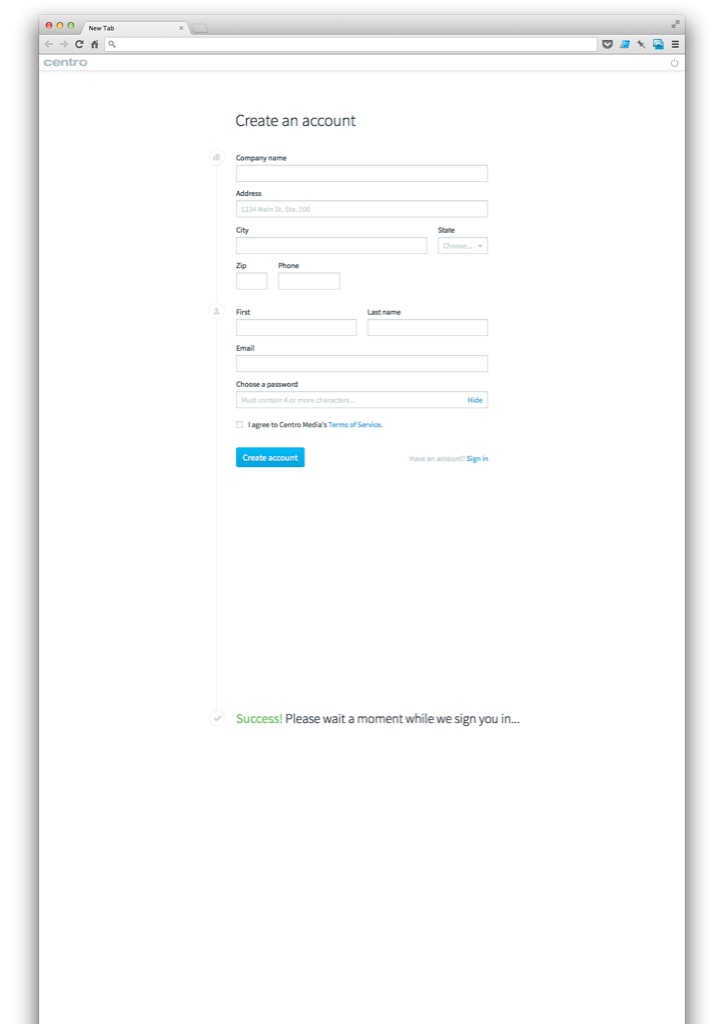 New Tab
centro
Create an account
Company name
Address
1234 Main St. Ste. 100
City State
Choose...
Zip Phone
First Last name
Email
Choose a password
Must contain 4 or more characters... Hide
I agree to Centro Media's Terms of Service.
Create account Have an account? Sign in
Success! Please wait a moment while we sign you in...